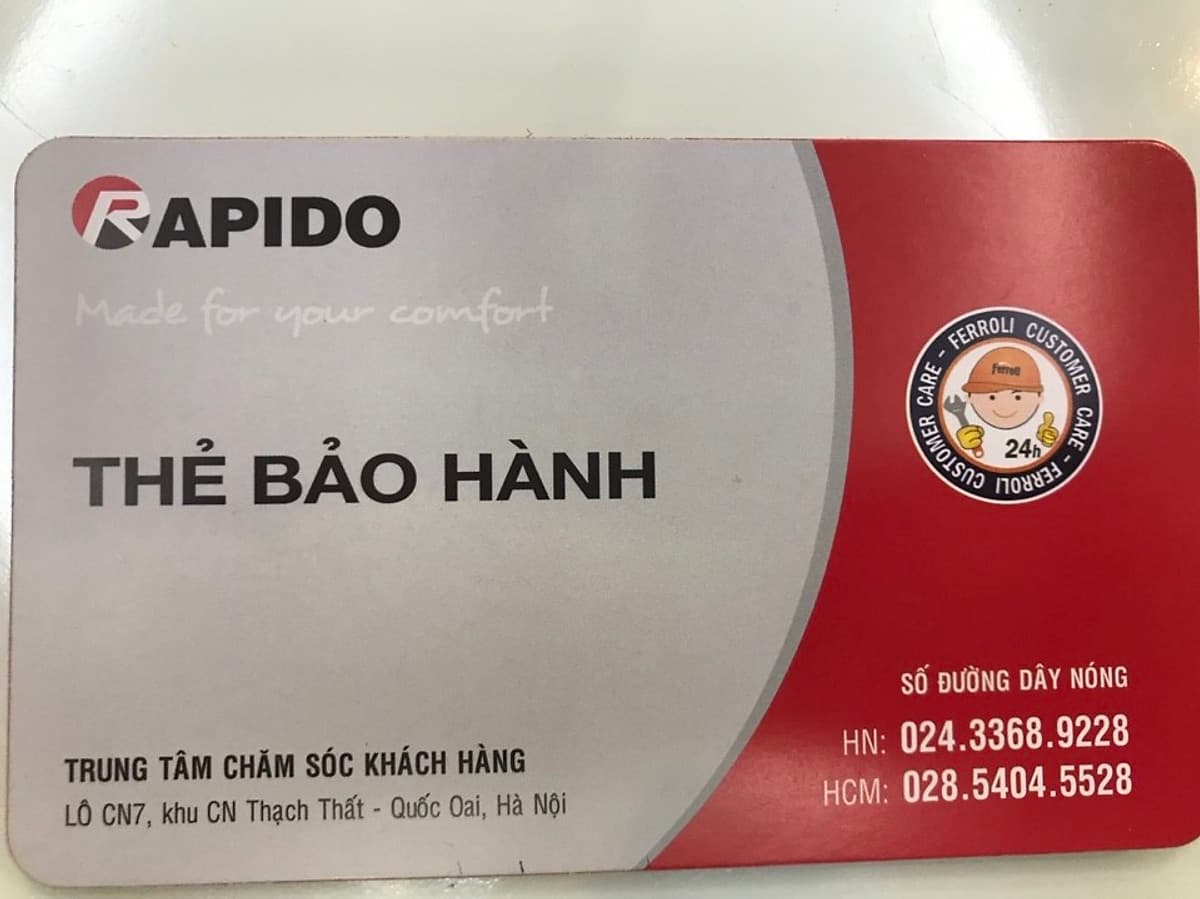 RAPIDO
Made for your comfort
THẺ BẢO HÀNH
FERROLI CUSTOMER CARE - FERROLI CUSTOMER CARE -
Ferroli
24h
SỐ ĐƯỜNG DÂY NÓNG
HN: 024.3368.9228
HCM: 028.5404.5528
TRUNG TÂM CHĂM SÓC KHÁCH HÀNG
LÔ CN7, khu CN Thạch Thất - Quốc Oai, Hà Nội